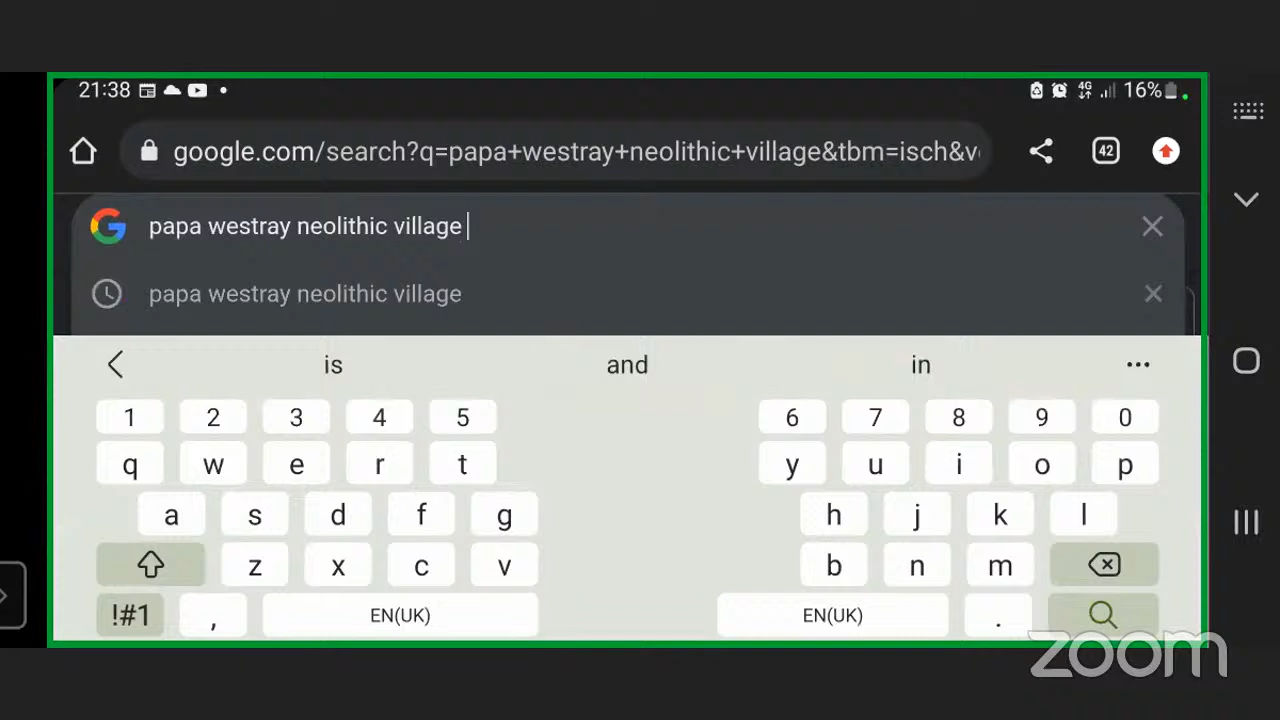 21:38 4G 16%
google.com/search?q=papa+westray+neolithic+village&tbm=isch&v
42
papa westray neolithic village
papa westray neolithic village
is and in
1 2 3 4 5 6 7 8 9 0
q w e r t y u i o p
a s d f g h j k l
z x c v b n m
!#1 , EN(UK) EN(UK) .
zoom